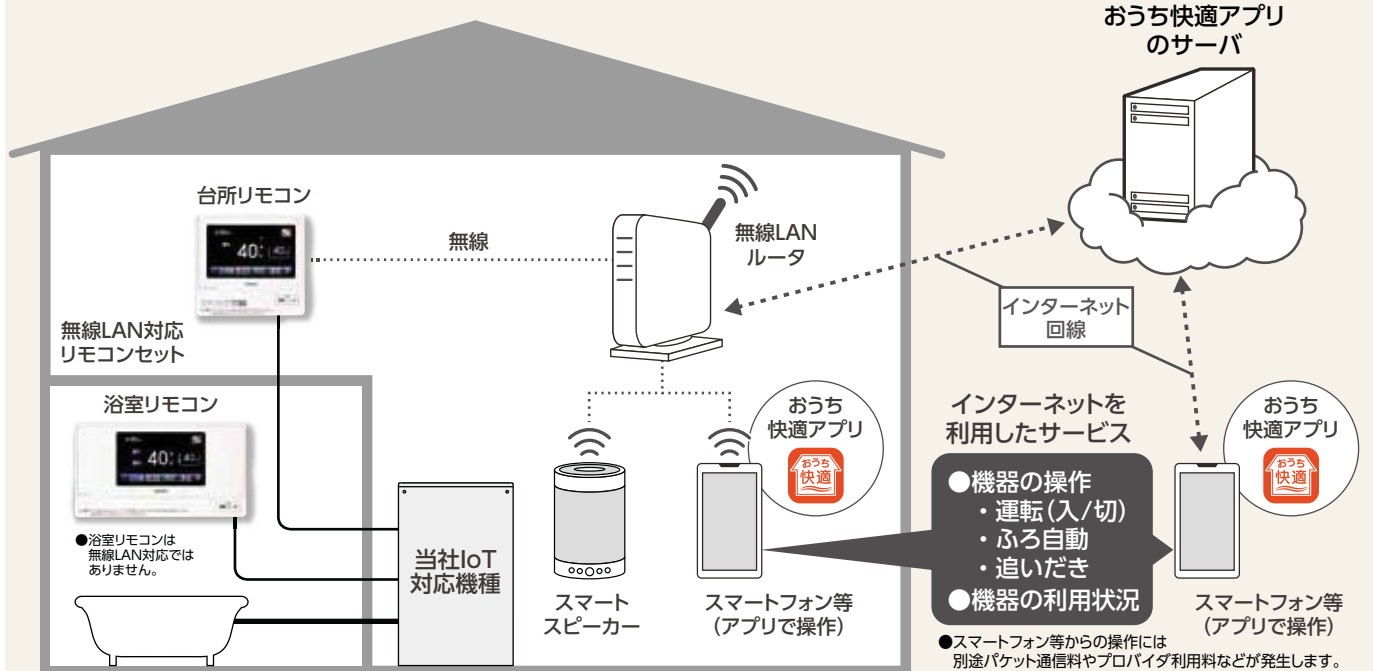 おうち快適アプリ
のサーバ
台所リモコン
40:
無線
無線LAN
ルータ
インターネット
回線
無線LAN対応
リモコンセット
浴室リモコン
40:
●浴室リモコンは
無線LAN対応では
ありません。
当社IoT
対応機種
スマート
スピーカー
おうち
快適アプリ
おうち
快適
スマートフォン等
(アプリで操作)
インターネットを
利用したサービス
●機器の操作
・運転(入/切)
・ふろ自動
・追いだき
●機器の利用状況
おうち
快適アプリ
おうち
快適
スマートフォン等
(アプリで操作)
●スマートフォン等からの操作には
別途パケット通信料やプロバイダ利用料などが発生します。